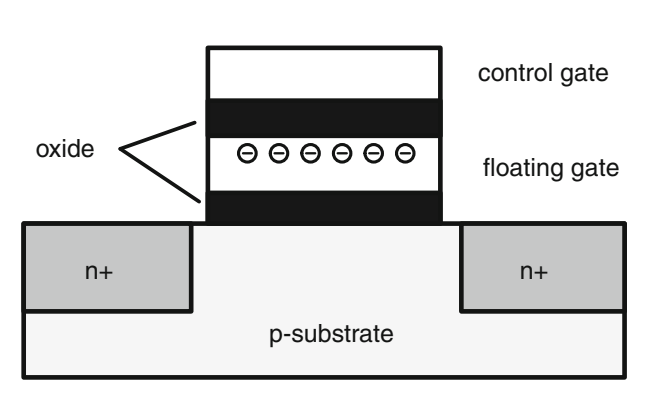 control gate
oxide
floating gate
n+
n+
p-substrate